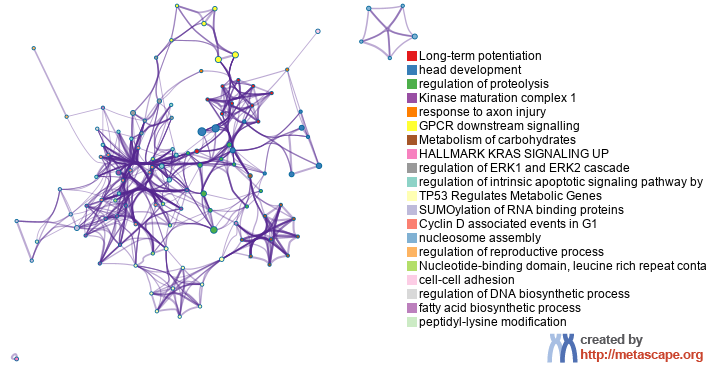 Long-term potentiation
head development
regulation of proteolysis
Kinase maturation complex 1
response to axon injury
GPCR downstream signalling
Metabolism of carbohydrates
HALLMARK KRAS SIGNALING UP
regulation of ERK1 and ERK2 cascade
regulation of intrinsic apoptotic signaling pathway by
TP53 Regulates Metabolic Genes
SUMOylation of RNA binding proteins
Cyclin D associated events in G1
nucleosome assembly
regulation of reproductive process
Nucleotide-binding domain, leucine rich repeat conta
cell-cell adhesion
regulation of DNA biosynthetic process
fatty acid biosynthetic process
peptidyl-lysine modification
created by
http://metascape.org